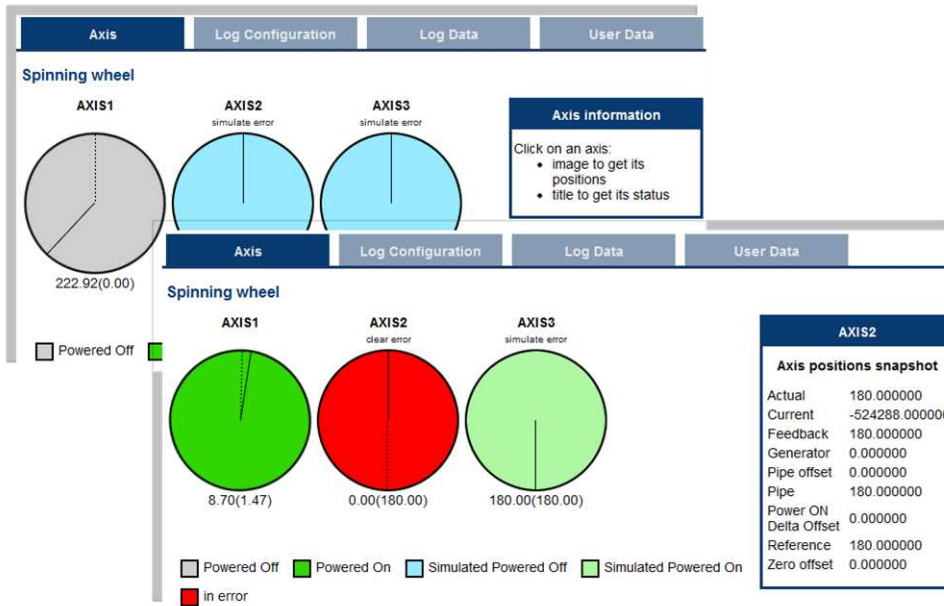 Axis
Log Configuration
Log Data
User Data
Spinning wheel
AXIS1
AXIS2
simulate error
AXIS3
simulate error
222.92(0.00)
Axis information
Click on an axis:
• image to get its
positions
• title to get its status
Powered Off
Axis
Log Configuration
Log Data
User Data
Spinning wheel
AXIS1
AXIS2
clear error
AXIS3
simulate error
8.70(1.47)
0.00(180.00)
180.00(180.00)
Powered Off
Powered On
Simulated Powered Off
Simulated Powered On
in error
AXIS2
Axis positions snapshot
Actual 180.000000
Current -524288.000000
Feedback 180.000000
Generator 0.000000
Pipe offset 0.000000
Pipe 180.000000
Power ON
Delta Offset 0.000000
Reference 180.000000
Zero offset 0.000000